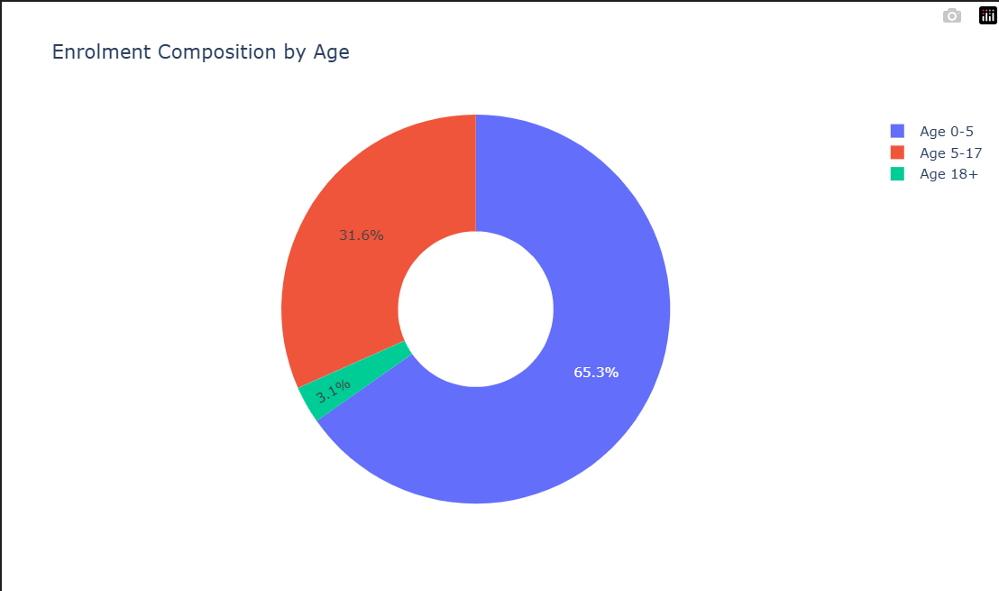 Enrolment Composition by Age
Age 0-5
Age 5-17
Age 18+
31.6%
65.3%
3.1%